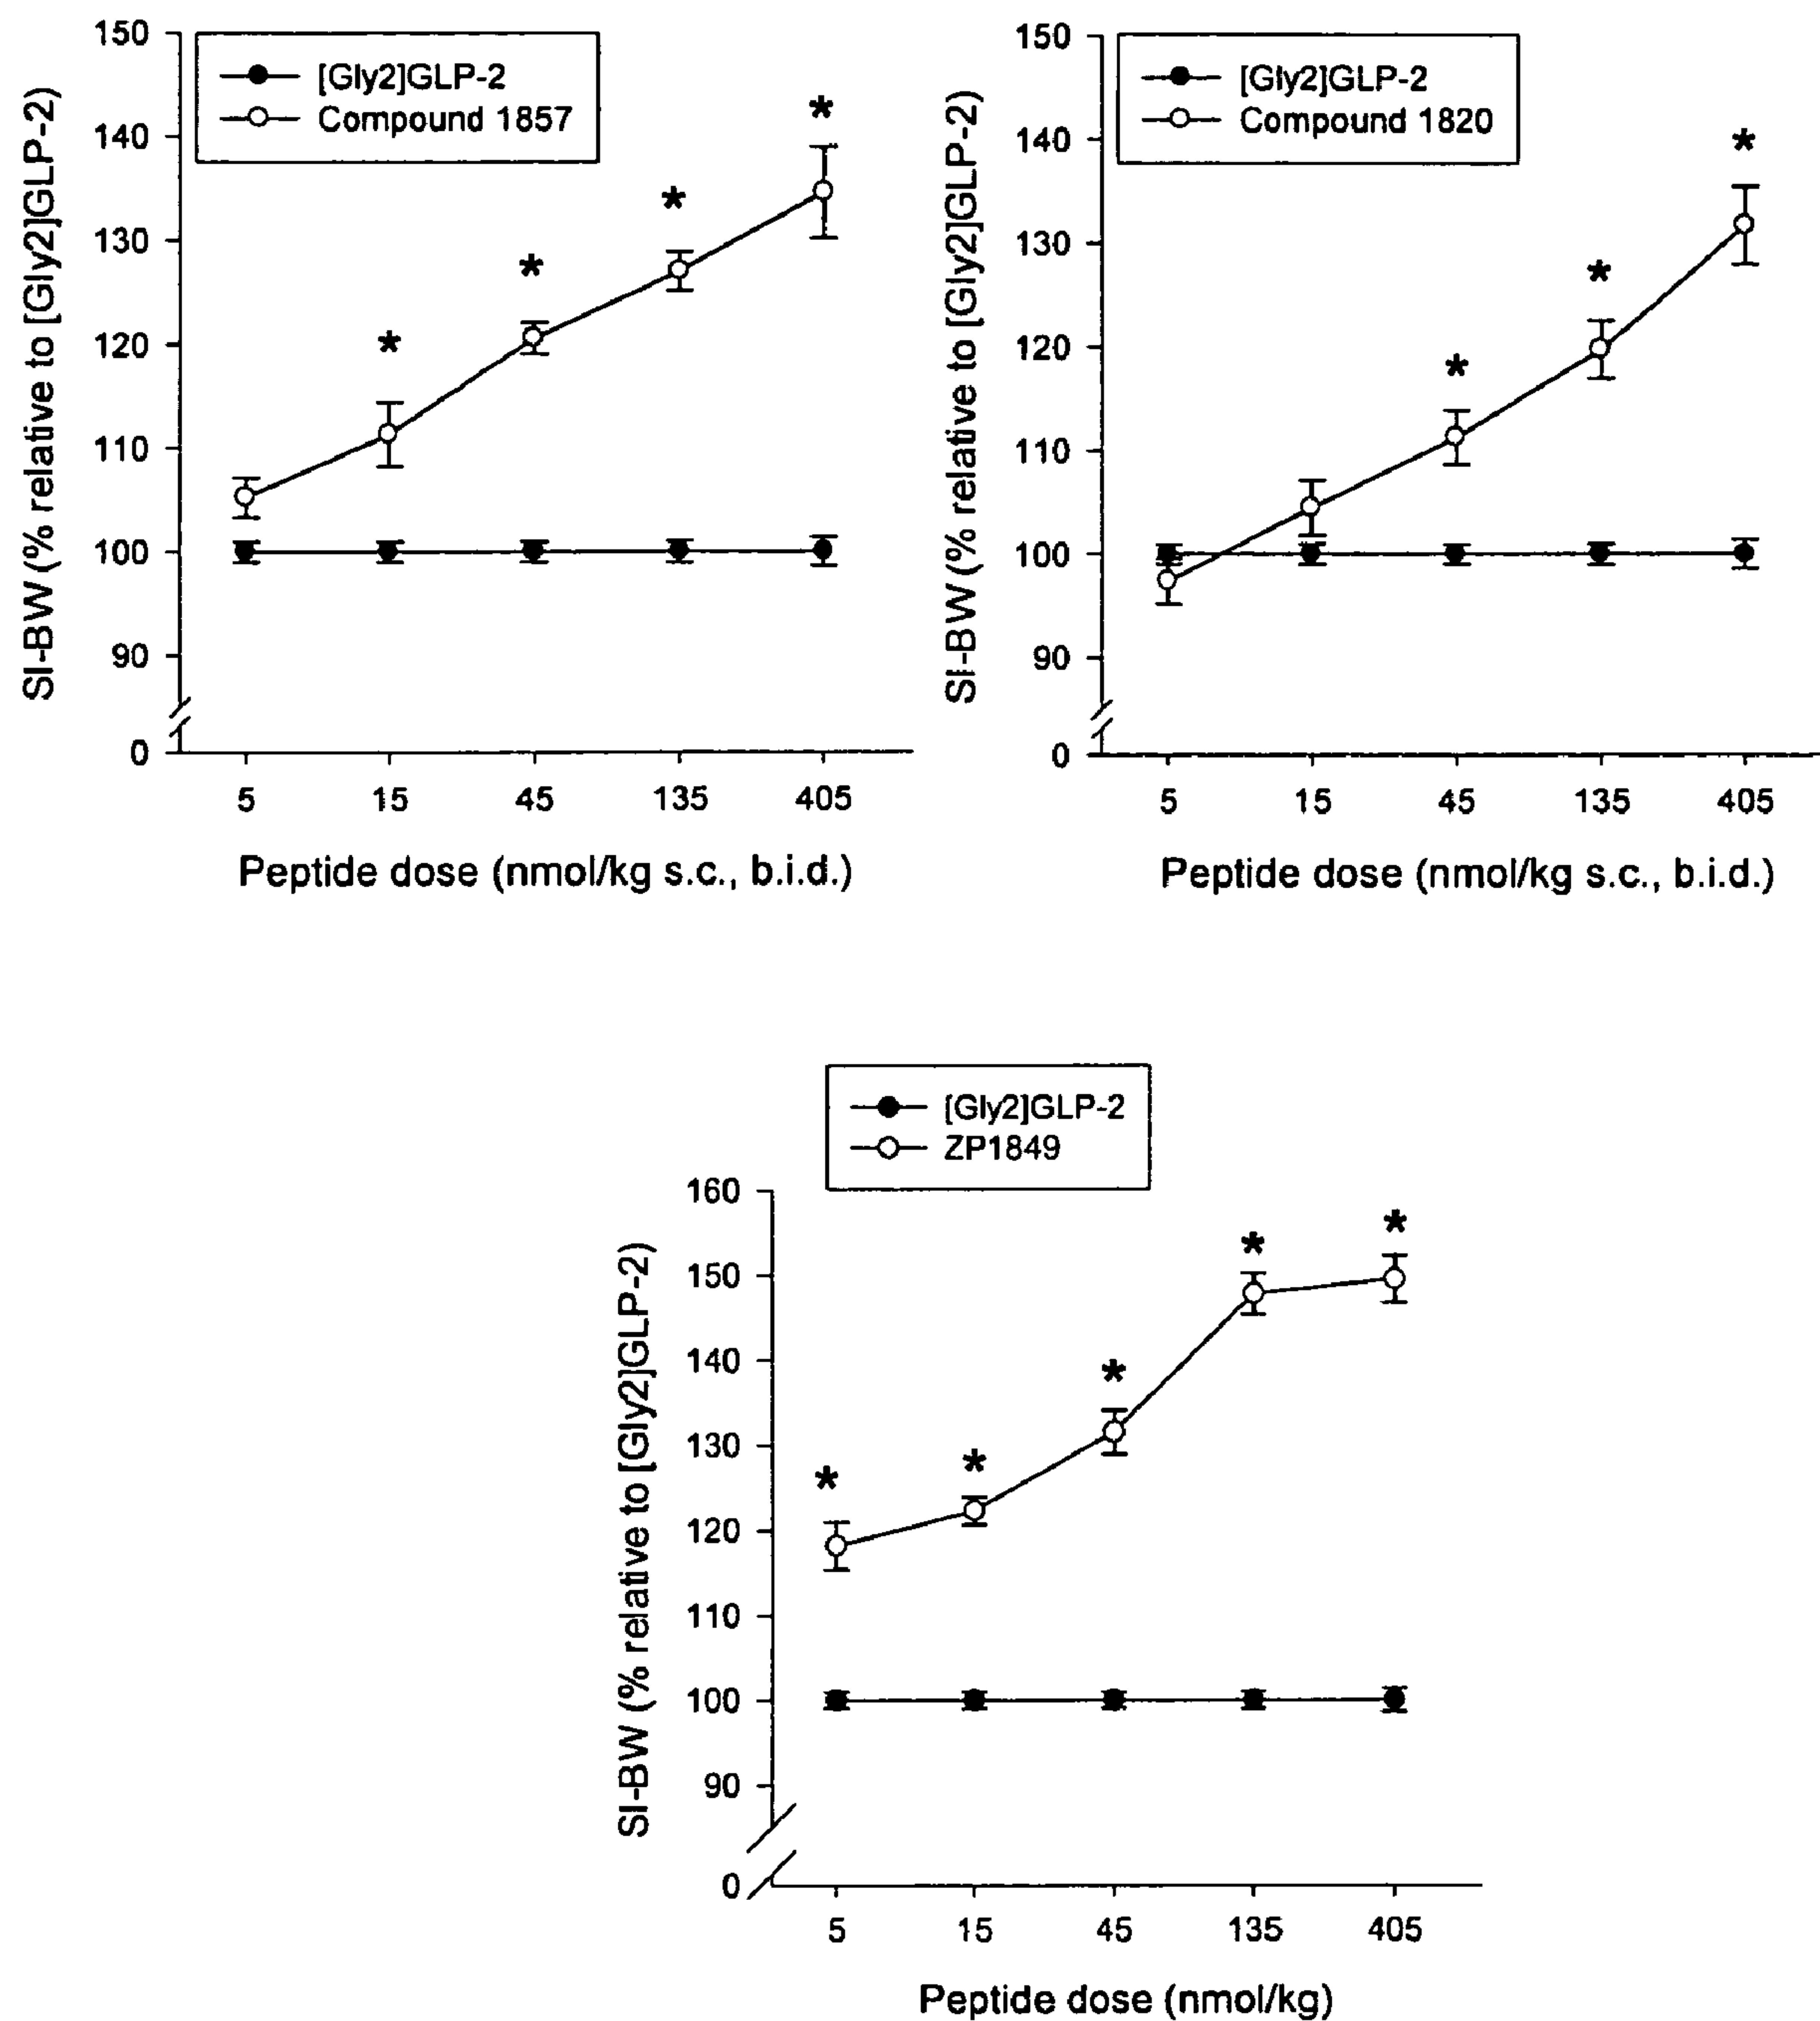 [Gly2]GLP-2
Compound 1857
SI-BW (% relative to [Gly2]GLP-2)
150
140
130
120
110
100
90
0
*
*
*
*
5 15 45 135 405
Peptide dose (nmol/kg s.c., b.i.d.)
[Gly2]GLP-2
Compound 1820
SI-BW (% relative to [Gly2]GLP-2)
150
140
130
120
110
100
90
0
*
*
*
5 15 45 135 405
Peptide dose (nmol/kg s.c., b.i.d.)
[Gly2]GLP-2
ZP1849
SI-BW (% relative to [Gly2]GLP-2)
160
150
140
130
120
110
100
90
0
*
*
*
*
*
5 15 45 135 405
Peptide dose (nmol/kg)